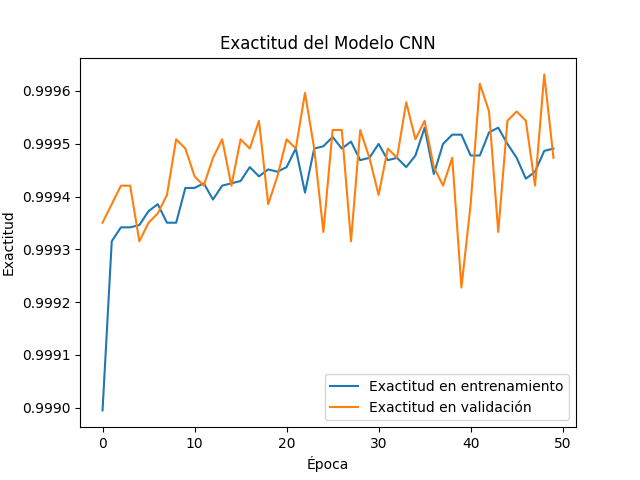 Exactitud del Modelo CNN
0.9996
0.9995
0.9994
0.9993
0.9992
0.9991
0.9990
Exactitud
Exactitud en entrenamiento
Exactitud en validación
0 10 20 30 40 50
Época